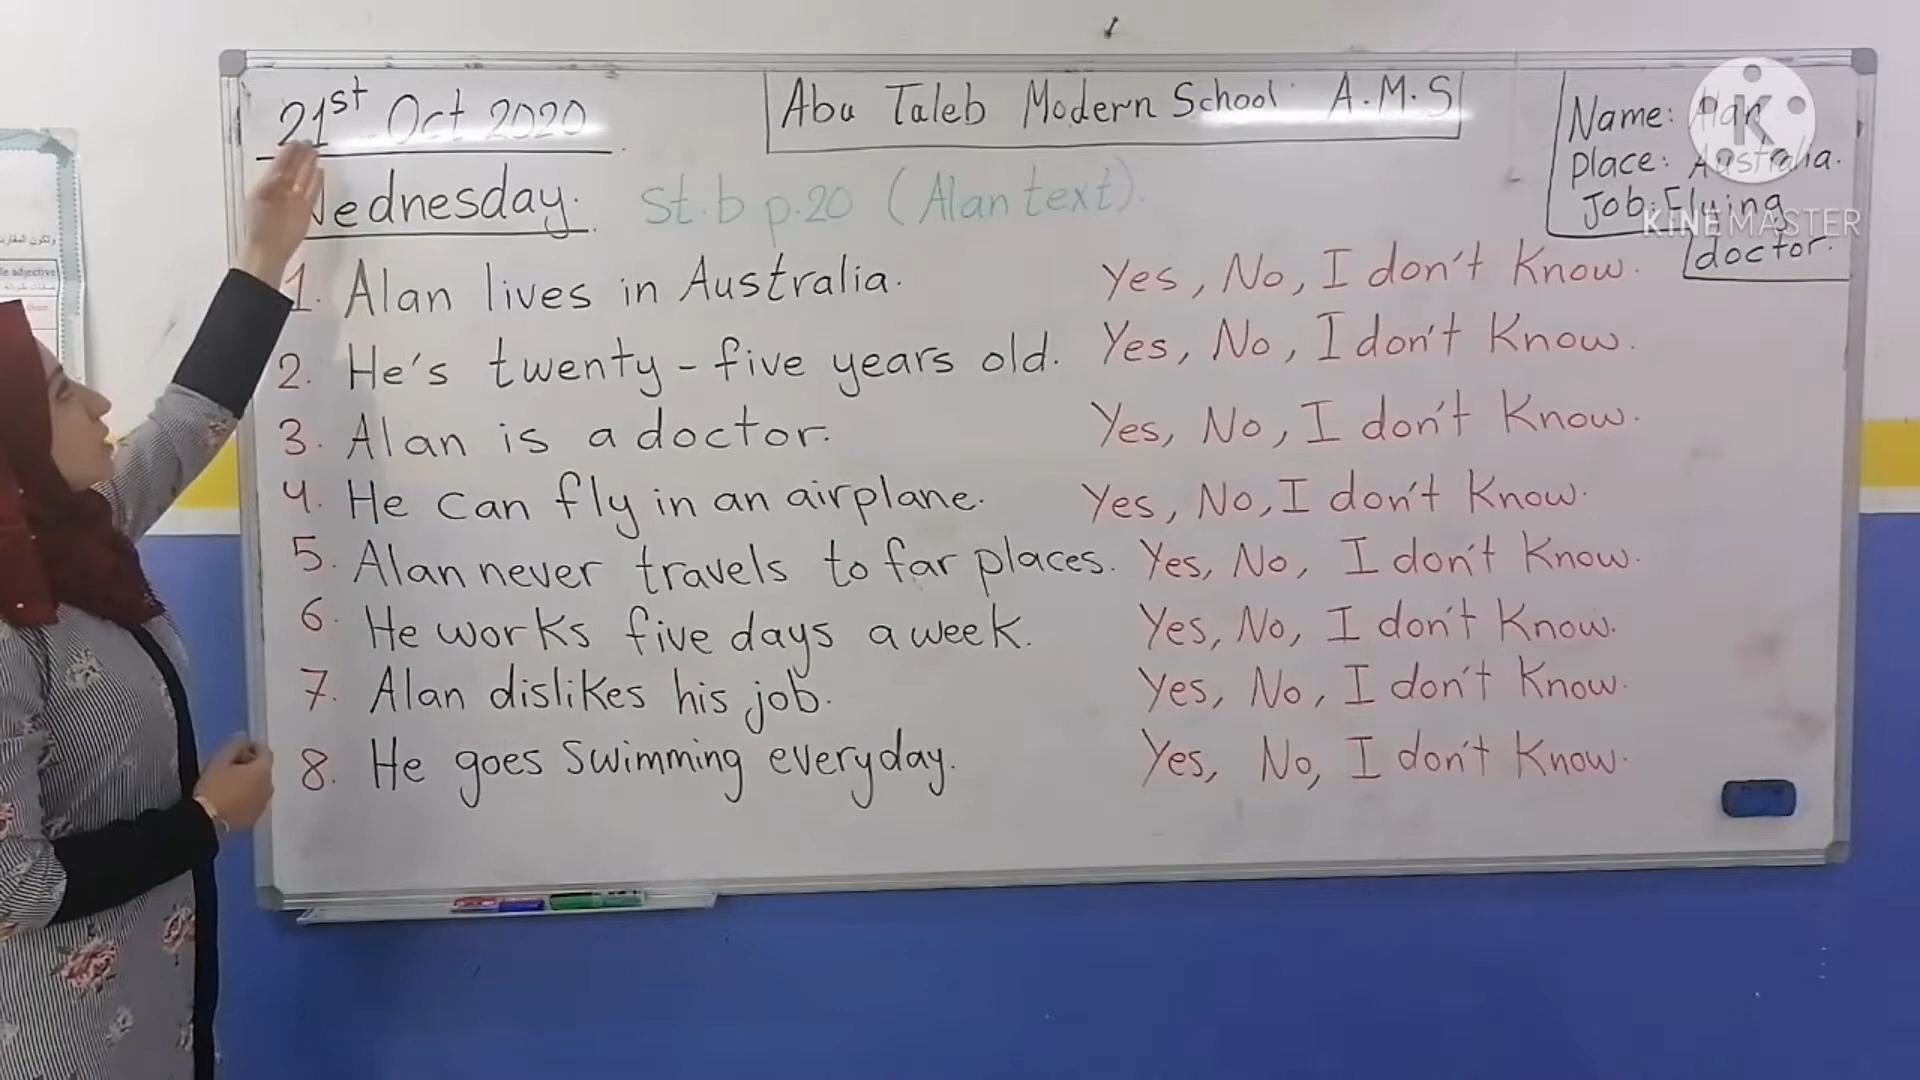 21st Oct 2020
Abu Taleb Modern School. A.M.S
Name: Alan
Place: Australia.
Job: Flying
doctor.
K
KINEMASTER
Wednesday.
St.b p.20 (Alan text).
1. Alan lives in Australia. Yes, No, I don't Know.
2. He's twenty-five years old. Yes, No, I don't Know.
3. Alan is a doctor. Yes, No, I don't Know.
4. He can fly in an airplane. Yes, No, I don't Know.
5. Alan never travels to far places. Yes, No, I don't Know.
6. He works five days a week. Yes, No, I don't Know.
7. Alan dislikes his job. Yes, No, I don't Know.
8. He goes swimming everyday. Yes, No, I don't Know.
adjective